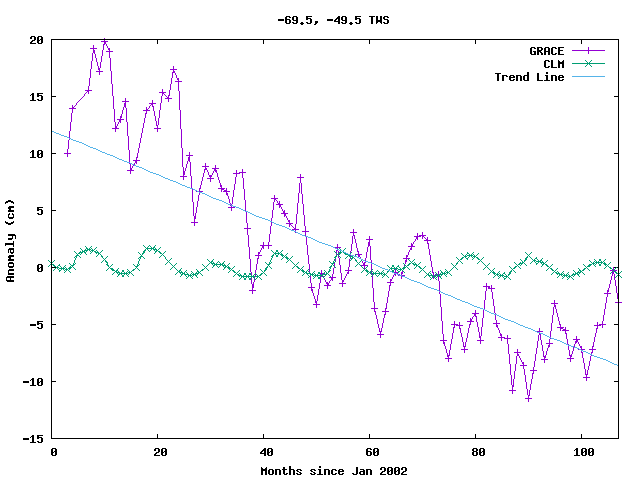 -69.5, -49.5 TWS
GRACE
CLM
Trend Line
20
15
10
5
0
-5
-10
-15
Anomaly (cm)
0 20 40 60 80 100
Months since Jan 2002